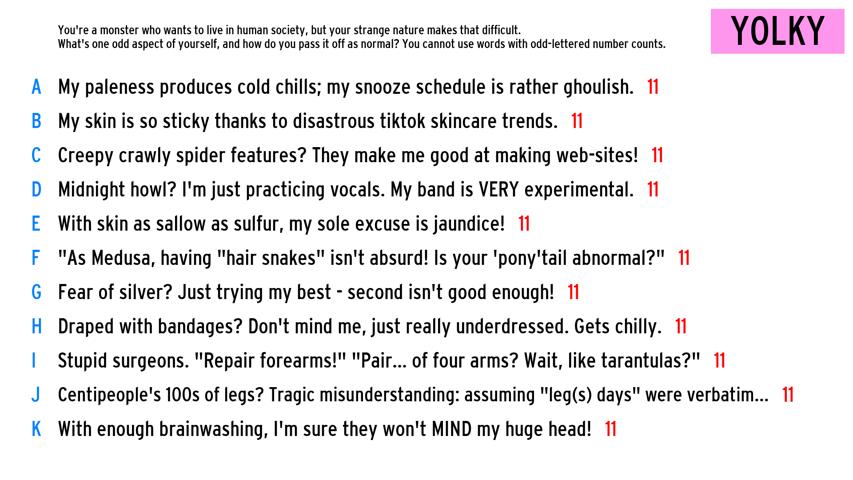 You're a monster who wants to live in human society, but your strange nature makes that difficult.
What's one odd aspect of yourself, and how do you pass it off as normal? You cannot use words with odd-lettered number counts.
YOLKY
A My paleness produces cold chills; my snooze schedule is rather ghoulish. 11
B My skin is so sticky thanks to disastrous tiktok skincare trends. 11
C Creepy crawly spider features? They make me good at making web-sites! 11
D Midnight howl? I'm just practicing vocals. My band is VERY experimental. 11
E With skin as sallow as sulfur, my sole excuse is jaundice! 11
F "As Medusa, having "hair snakes" isn't absurd! Is your 'pony'tail abnormal?" 11
G Fear of silver? Just trying my best - second isn't good enough! 11
H Draped with bandages? Don't mind me, just really underdressed. Gets chilly. 11
I Stupid surgeons. "Repair forearms!" "Pair... of four arms? Wait, like tarantulas?" 11
J Centipeople's 100s of legs? Tragic misunderstanding: assuming "leg(s) days" were verbatim... 11
K With enough brainwashing, I'm sure they won't MIND my huge head! 11